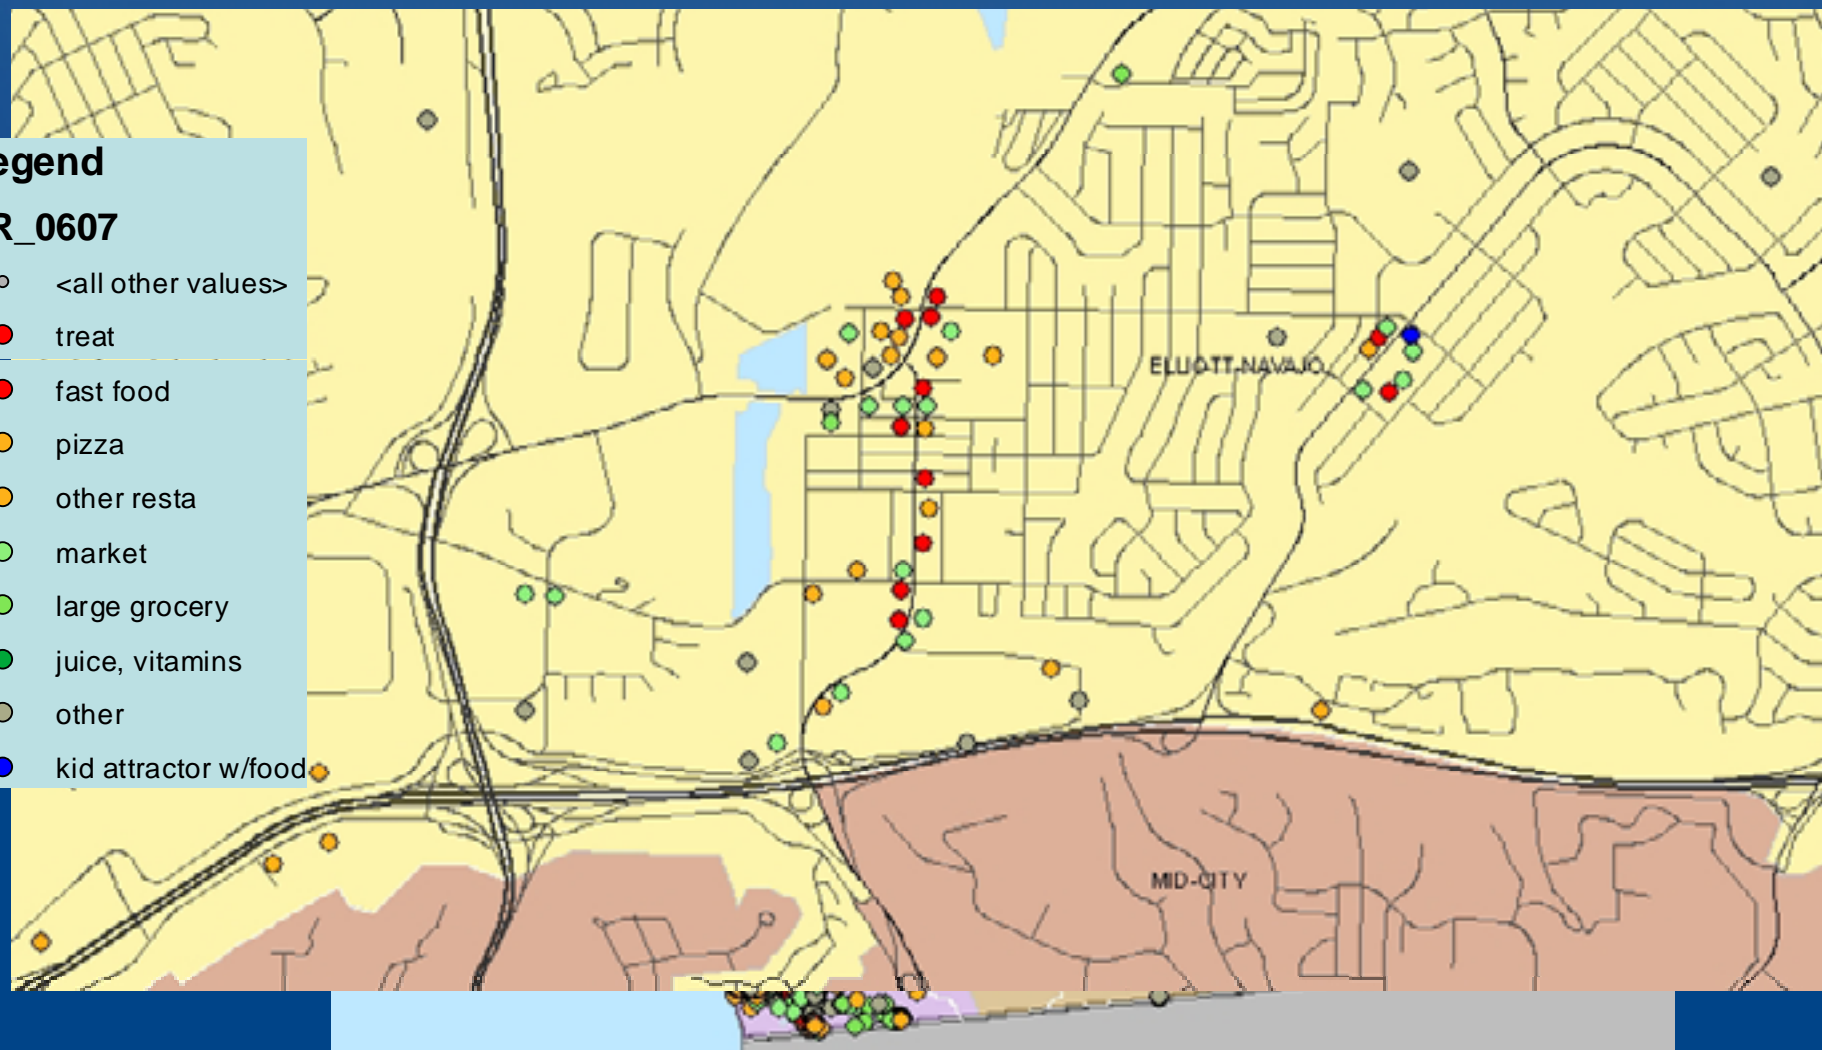 egend
R_0607
<all other values>
treat
fast food
pizza
other resta
market
large grocery
juice, vitamins
other
kid attractor w/food
ELLIOTT-NAVAJO
MID-CITY